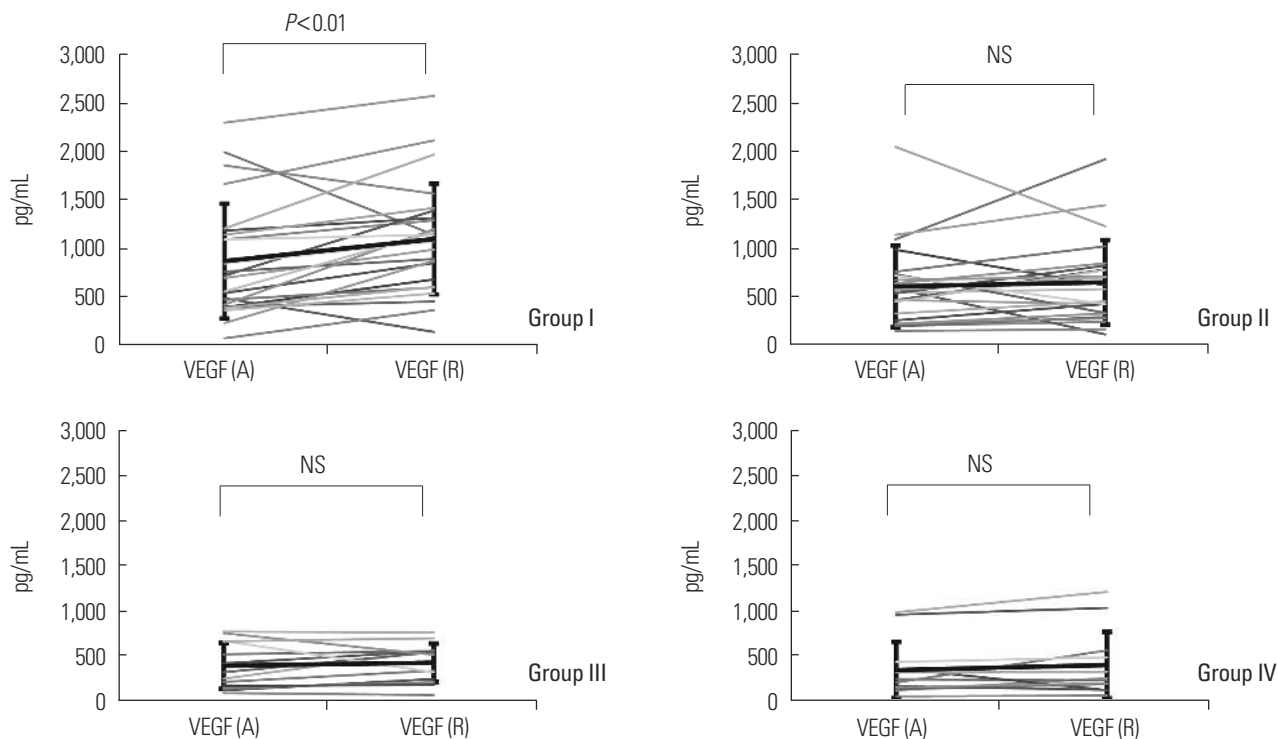 P<0.01
3,000
2,500
2,000
1,500
1,000
500
0
pg/mL
VEGF (A)
VEGF (R)
Group I
NS
3,000
2,500
2,000
1,500
1,000
500
0
pg/mL
VEGF (A)
VEGF (R)
Group II
NS
3,000
2,500
2,000
1,500
1,000
500
0
pg/mL
VEGF (A)
VEGF (R)
Group III
NS
3,000
2,500
2,000
1,500
1,000
500
0
pg/mL
VEGF (A)
VEGF (R)
Group IV